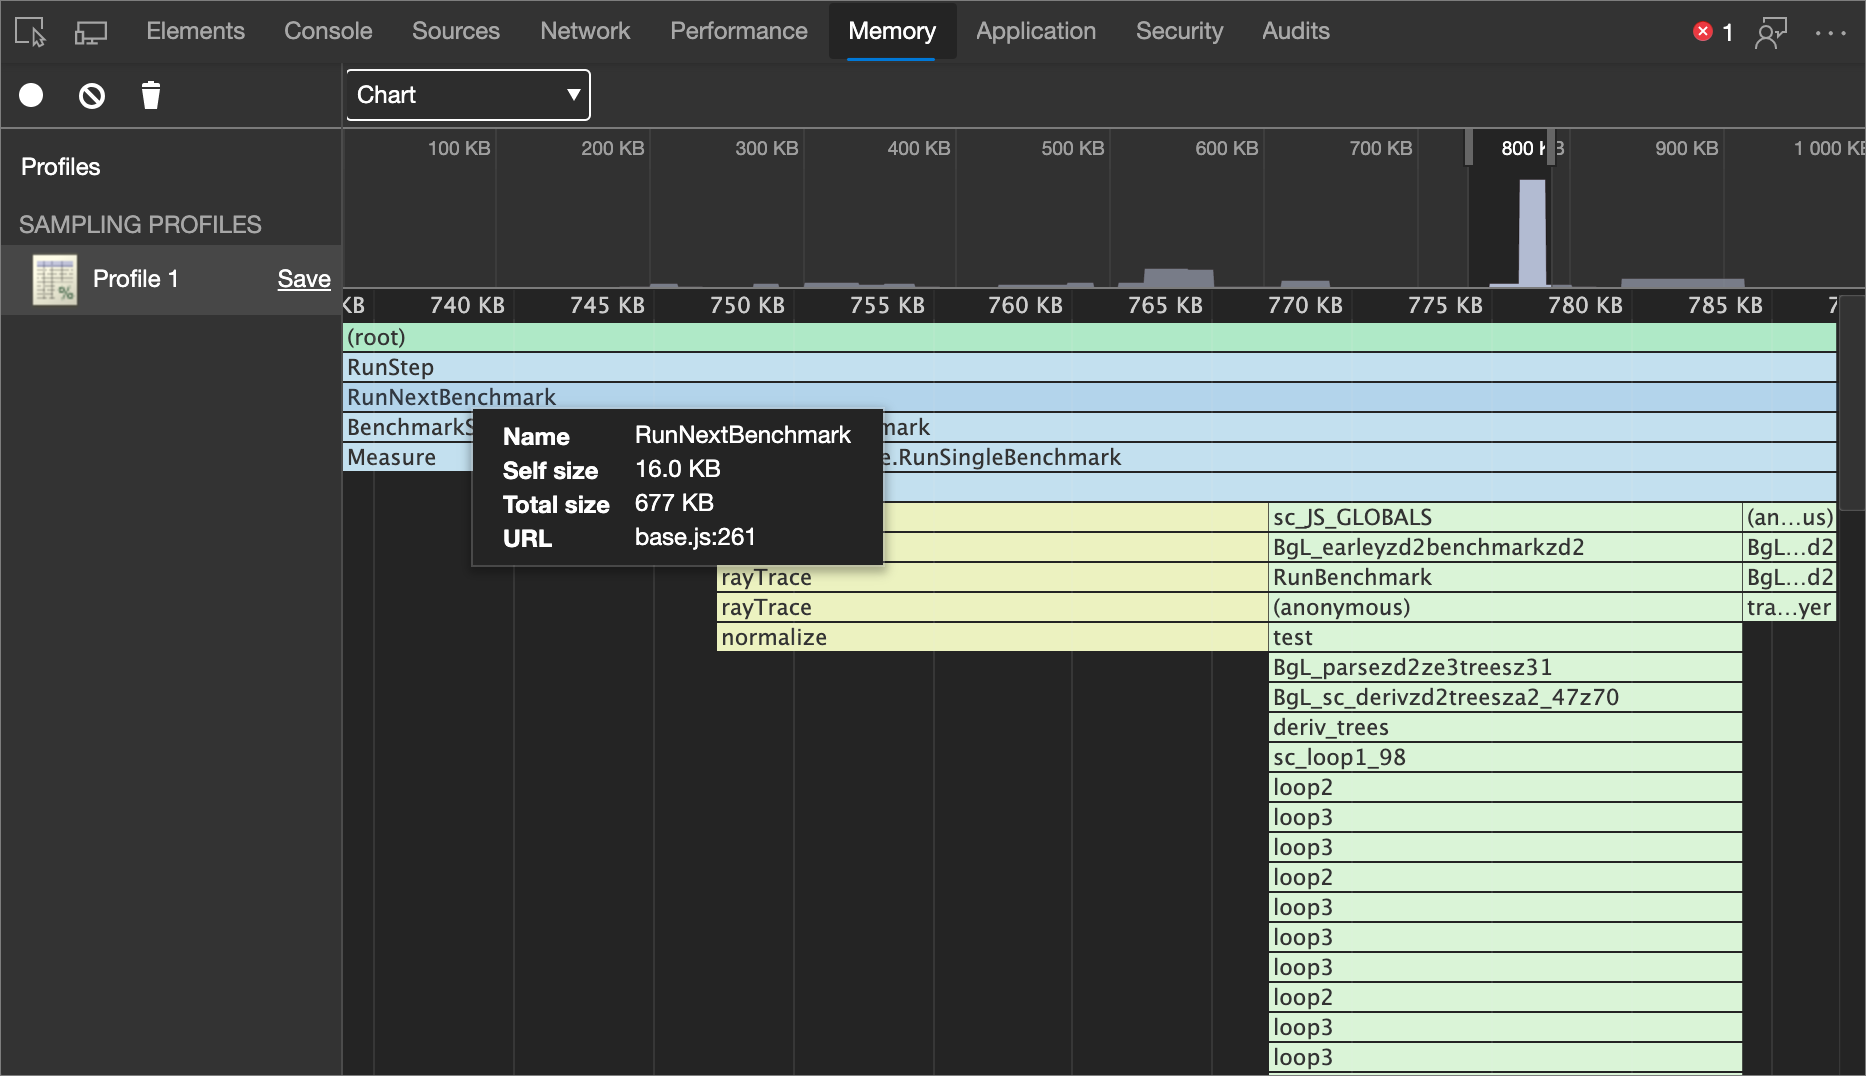 Elements Console Sources Network Performance Memory Application Security Audits 1
Chart
Profiles
SAMPLING PROFILES
Profile 1 Save
100 KB 200 KB 300 KB 400 KB 500 KB 600 KB 700 KB 800 900 KB 1 000 KB
KB 740 KB 745 KB 750 KB 755 KB 760 KB 765 KB 770 KB 775 KB 780 KB 785 KB
(root)
RunStep
RunNextBenchmark
BenchmarkS mark
Measure e.RunSingleBenchmark
Name RunNextBenchmark
Self size 16.0 KB
Total size 677 KB
URL base.js:261
sc_JS_GLOBALS (an...us)
BgL_earleyzd2benchmarkzd2 BgL...d2
rayTrace RunBenchmark BgL...d2
rayTrace (anonymous) tra...yer
normalize test
BgL_parsezd2ze3treesz31
BgL_sc_derivzd2treesza2_47z70
deriv_trees
sc_loop1_98
loop2
loop3
loop3
loop2
loop3
loop3
loop3
loop2
loop3
loop3